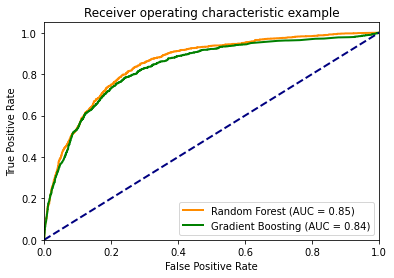 Receiver operating characteristic example
True Positive Rate
1.0
0.8
0.6
0.4
0.2
0.0
Random Forest (AUC = 0.85)
Gradient Boosting (AUC = 0.84)
0.0 0.2 0.4 0.6 0.8 1.0
False Positive Rate